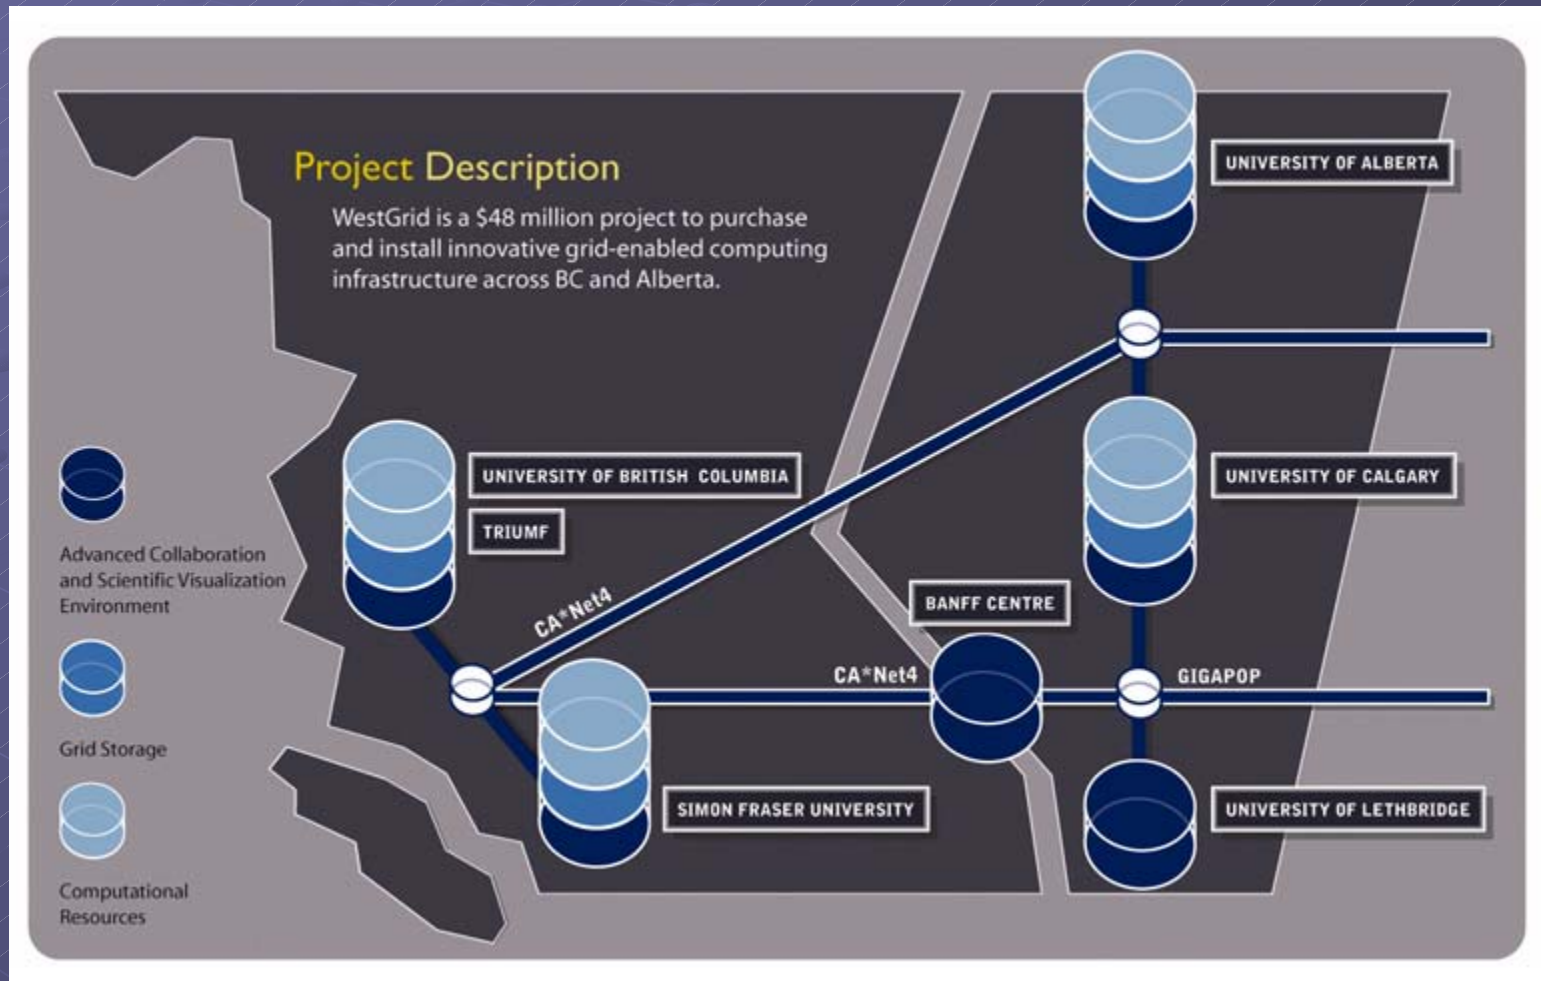 Project Description
WestGrid is a $48 million project to purchase
and install innovative grid-enabled computing
infrastructure across BC and Alberta.
UNIVERSITY OF ALBERTA
UNIVERSITY OF BRITISH COLUMBIA
TRIUMF
UNIVERSITY OF CALGARY
BANFF CENTRE
CA*Net4
CA*Net4
GIGAPOP
SIMON FRASER UNIVERSITY
UNIVERSITY OF LETHBRIDGE
Advanced Collaboration
and Scientific Visualization
Environment
Grid Storage
Computational
Resources